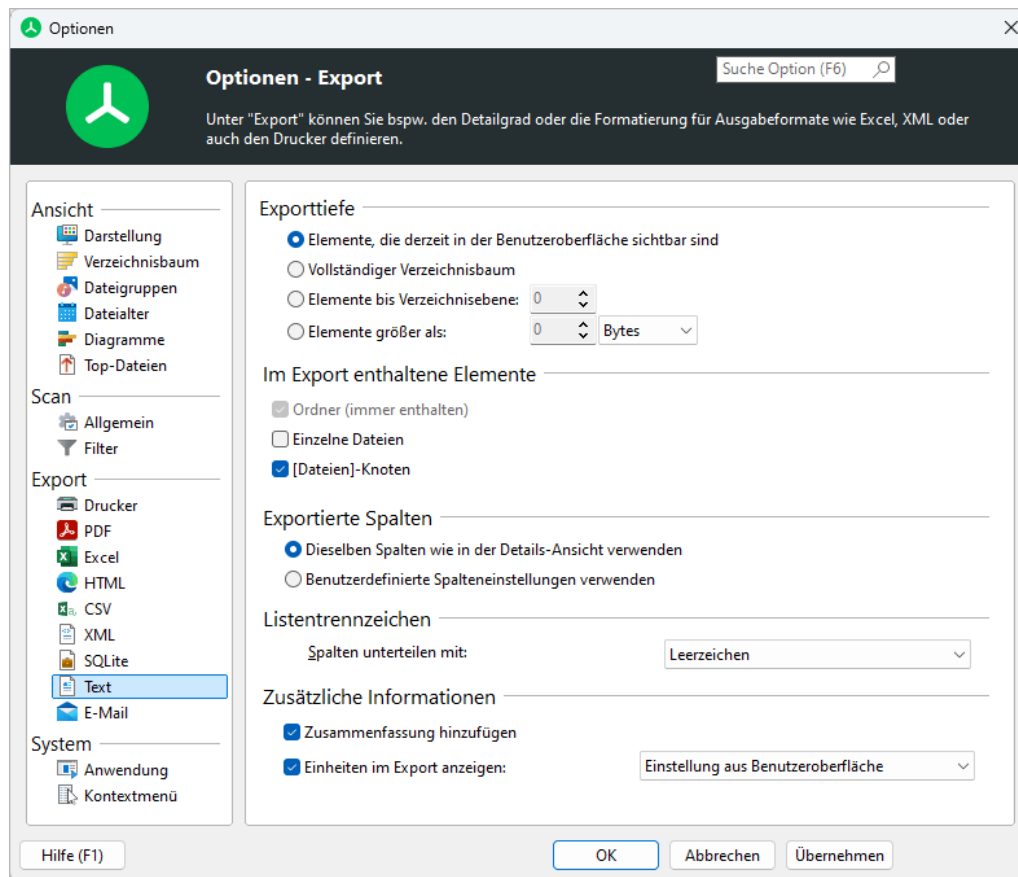 Optionen
Optionen - Export
Suche Option (F6)
Unter "Export" können Sie bspw. den Detailgrad oder die Formatierung für Ausgabeformate wie Excel, XML oder
auch den Drucker definieren.
Ansicht
Darstellung
Verzeichnisbaum
Dateigruppen
Dateialter
Diagramme
Top-Dateien
Scan
Allgemein
Filter
Export
Drucker
PDF
Excel
HTML
CSV
XML
SQLite
Text
E-Mail
System
Anwendung
Kontextmenü
Exporttiefe
Elemente, die derzeit in der Benutzeroberfläche sichtbar sind
Vollständiger Verzeichnisbaum
Elemente bis Verzeichnisebene: 0
Elemente größer als: 0 Bytes
Im Export enthaltene Elemente
Ordner (immer enthalten)
Einzelne Dateien
[Dateien]-Knoten
Exportierte Spalten
Dieselben Spalten wie in der Details-Ansicht verwenden
Benutzerdefinierte Spalteneinstellungen verwenden
Listentrennzeichen
Spalten unterteilen mit: Leerzeichen
Zusätzliche Informationen
Zusammenfassung hinzufügen
Einheiten im Export anzeigen: Einstellung aus Benutzeroberfläche
Hilfe (F1) OK Abbrechen Übernehmen